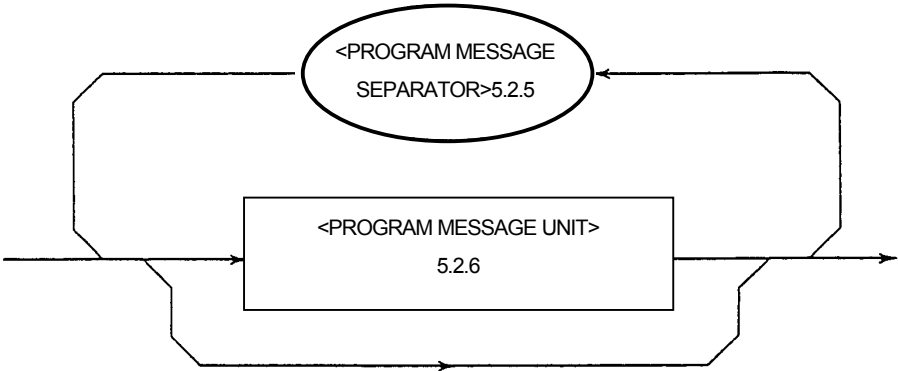 <PROGRAM MESSAGE
SEPARATOR>5.2.5
<PROGRAM MESSAGE UNIT>
5.2.6